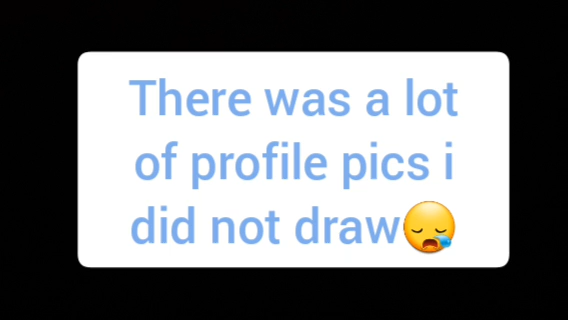 There was a lot
of profile pics i
did not draw😪